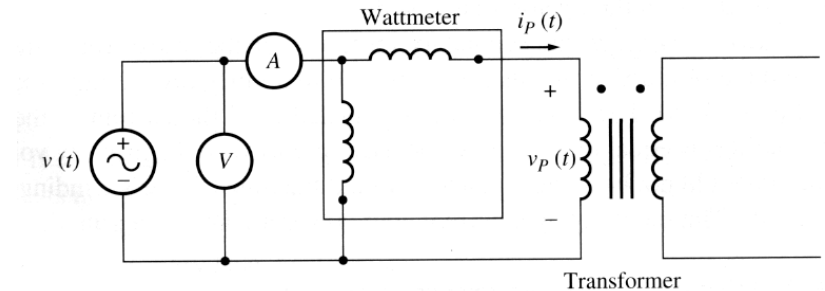 Wattmeter
i_P (t)
A
+
v (t)
+
−
V
v_P (t)
−
Transformer